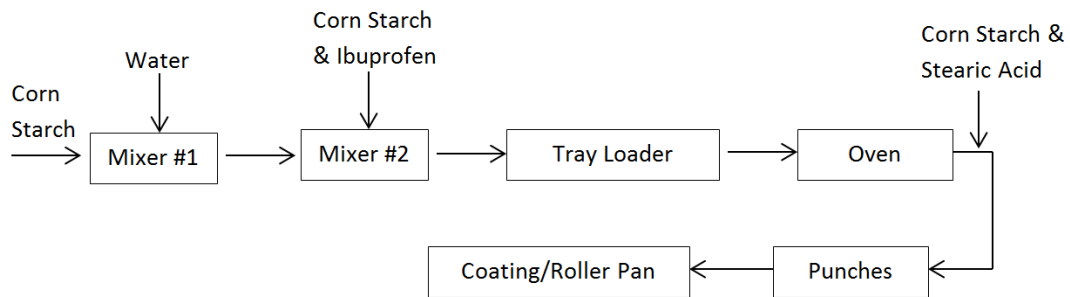 Corn
Starch
Water
Mixer #1
Corn Starch
& Ibuprofen
Mixer #2
Tray Loader
Oven
Corn Starch &
Stearic Acid
Punches
Coating/Roller Pan